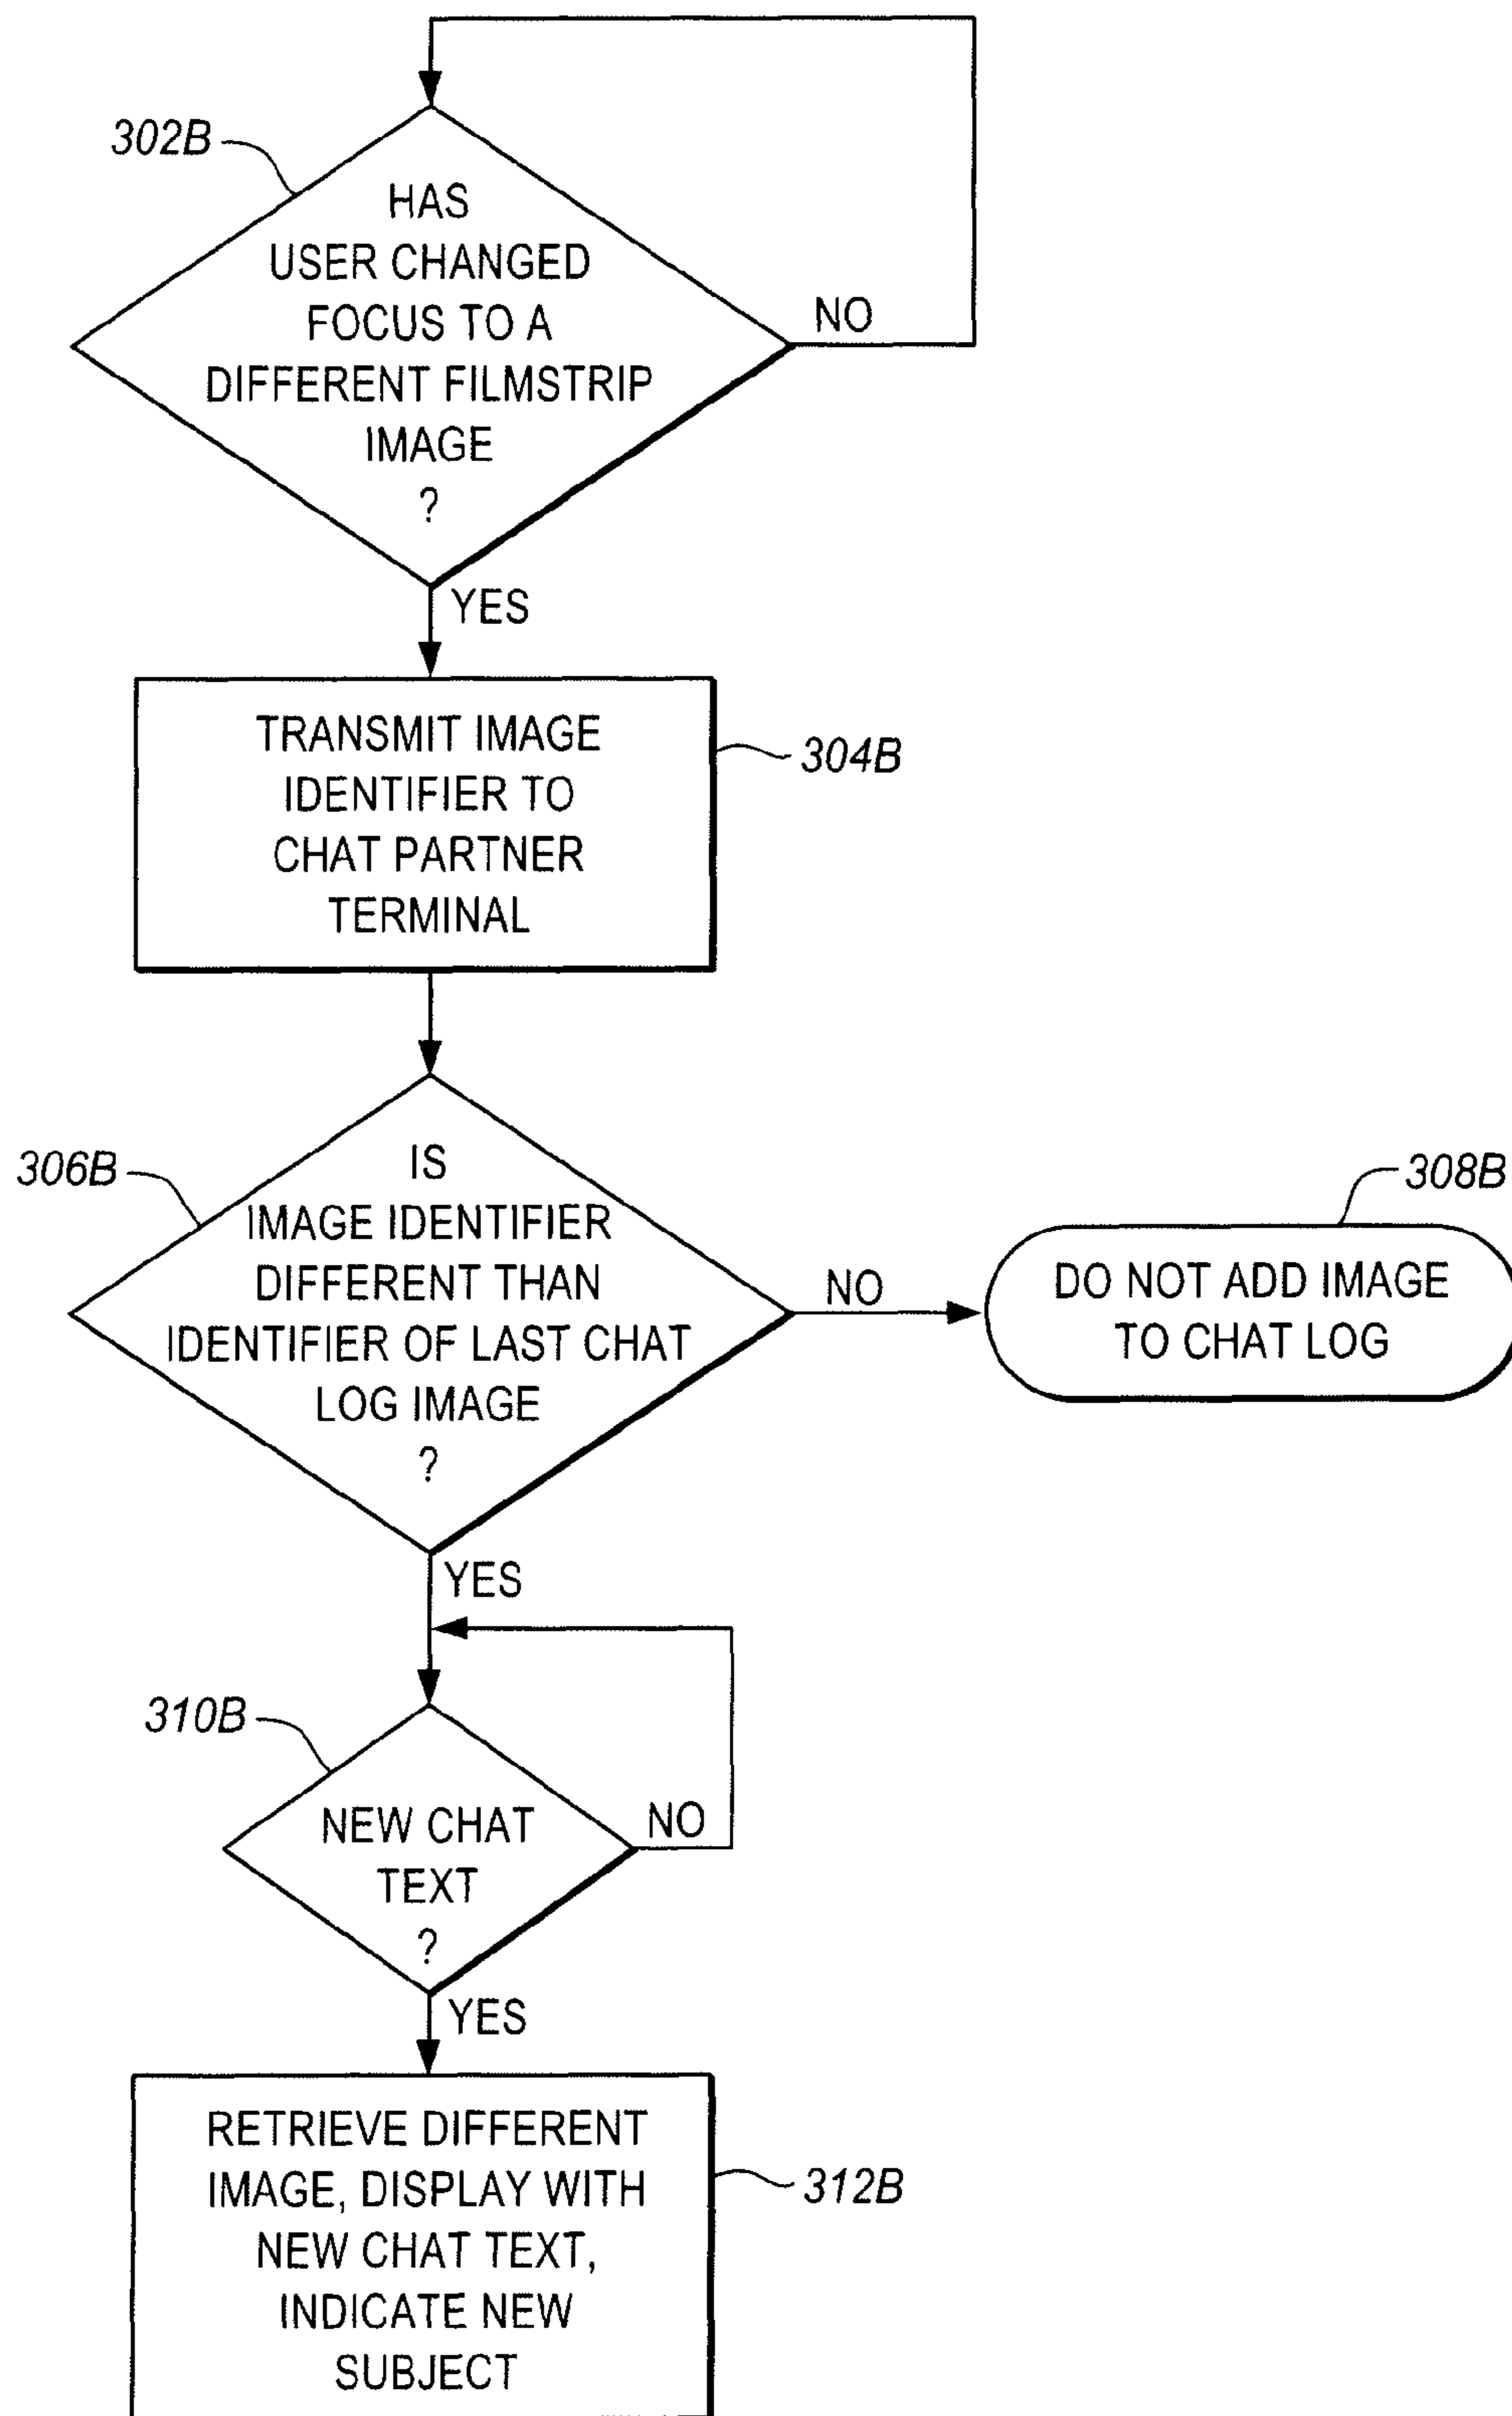 302B
HAS
USER CHANGED
FOCUS TO A
DIFFERENT FILMSTRIP
IMAGE
?
NO
YES
TRANSMIT IMAGE
IDENTIFIER TO
CHAT PARTNER
TERMINAL
304B
306B
IS
IMAGE IDENTIFIER
DIFFERENT THAN
IDENTIFIER OF LAST CHAT
LOG IMAGE
?
NO
308B
DO NOT ADD IMAGE
TO CHAT LOG
YES
310B
NEW CHAT
TEXT
?
NO
YES
RETRIEVE DIFFERENT
IMAGE, DISPLAY WITH
NEW CHAT TEXT,
INDICATE NEW
SUBJECT
312B